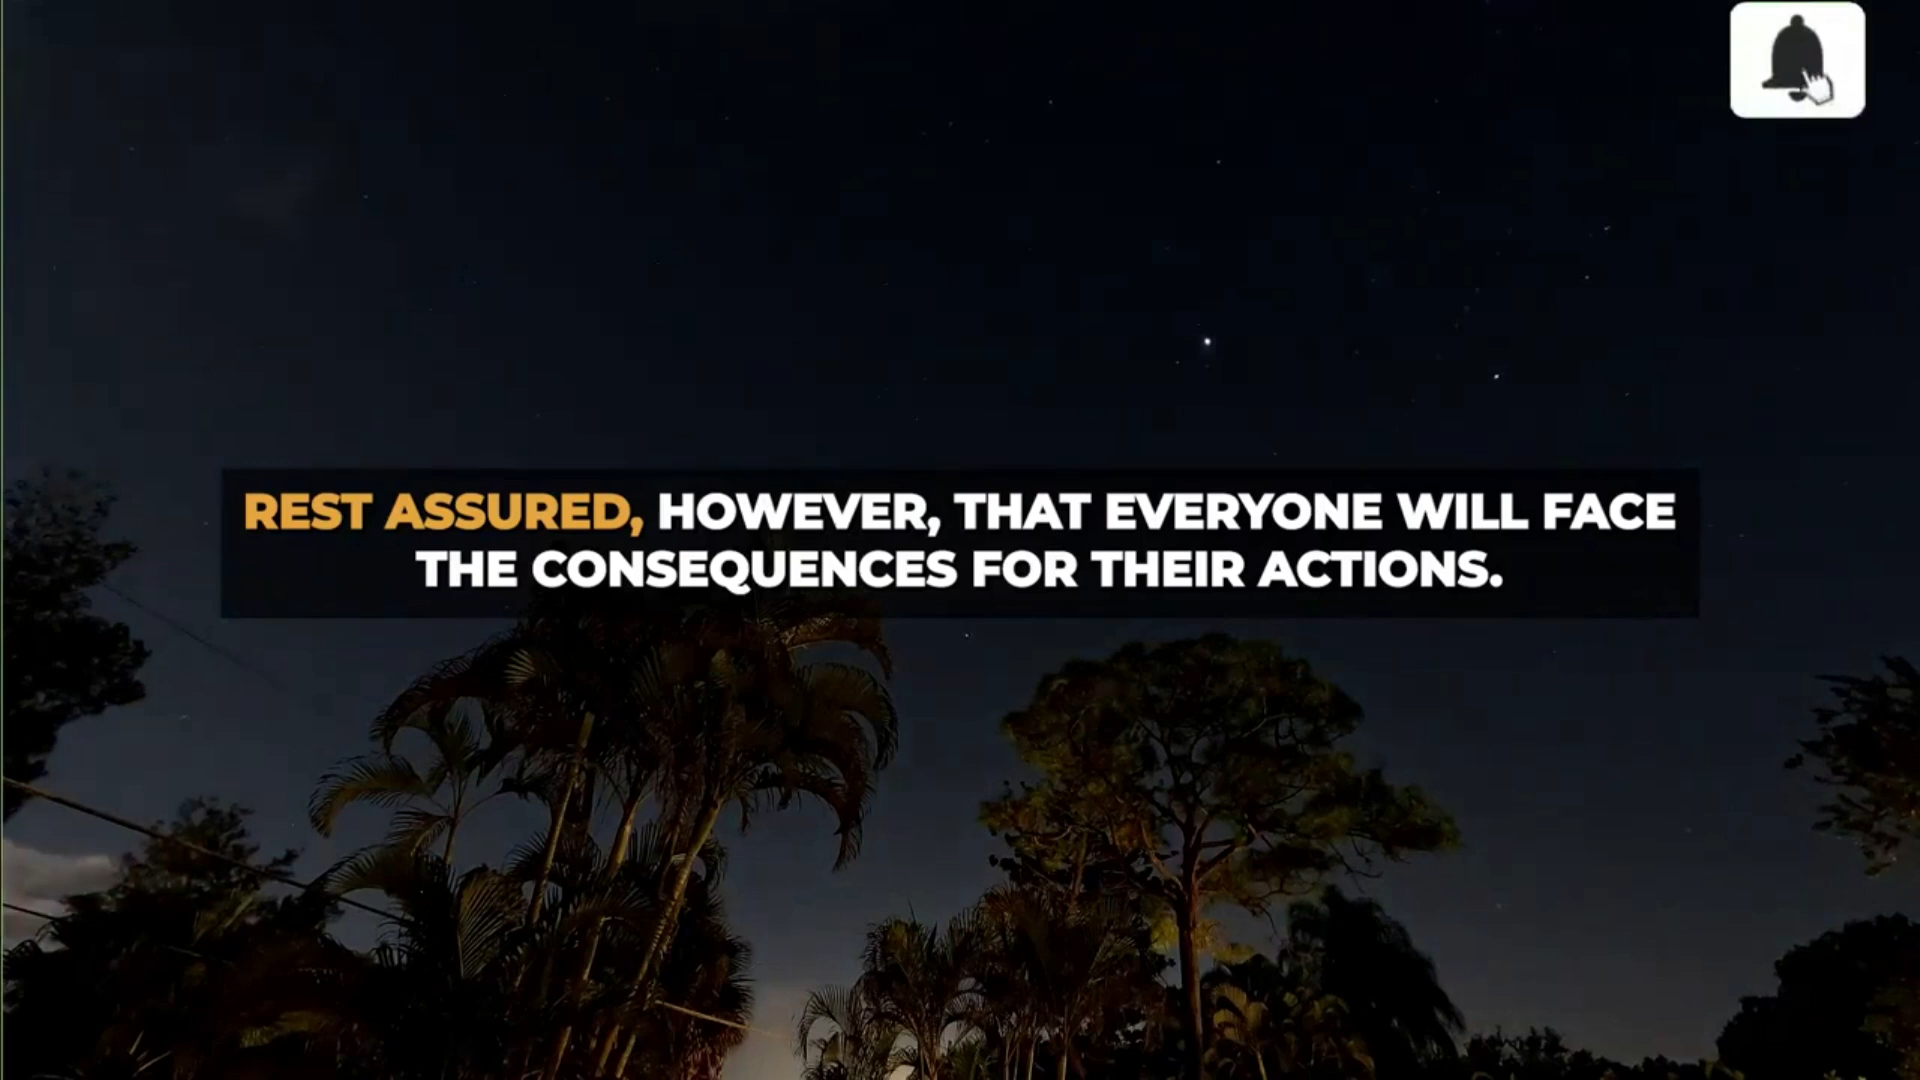 REST ASSURED, HOWEVER, THAT EVERYONE WILL FACE
THE CONSEQUENCES FOR THEIR ACTIONS.